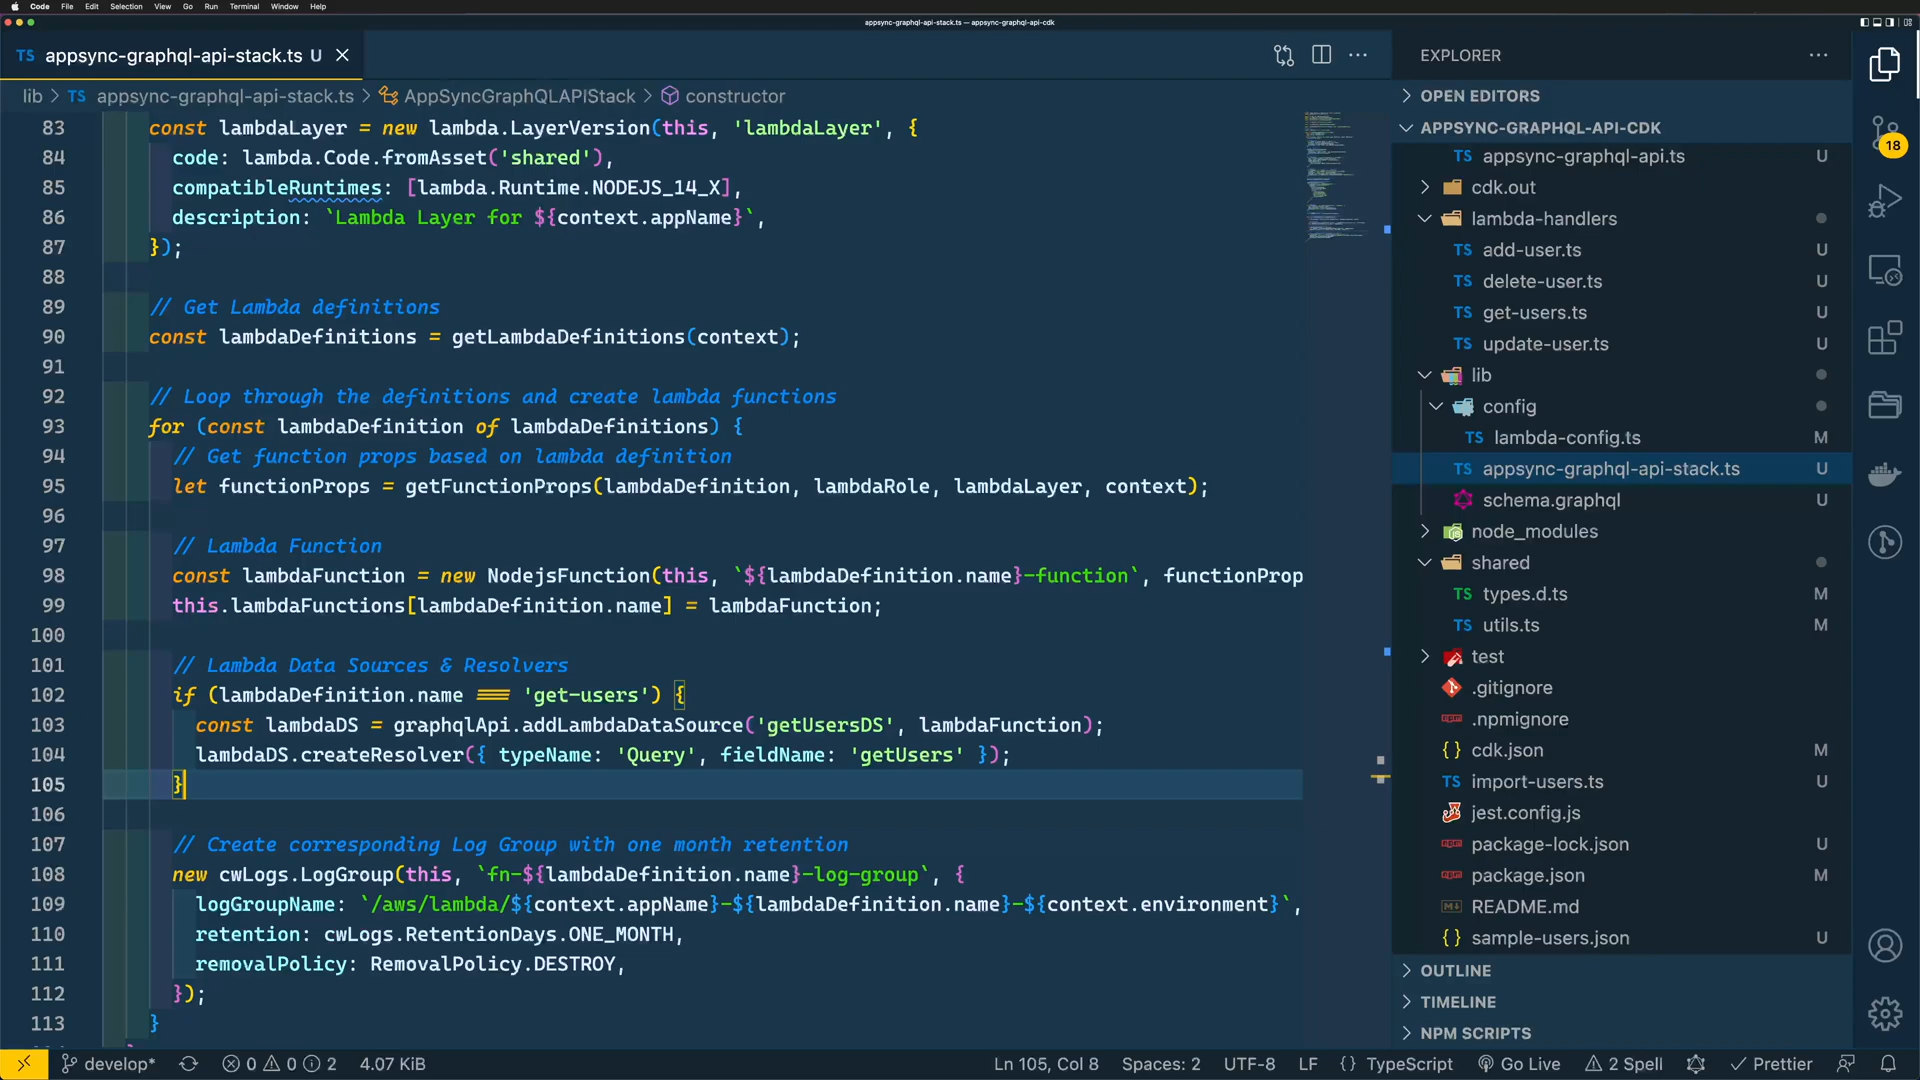 Code File Edit Selection View Go Run Terminal Window Help
appsync-graphql-api-stack.ts — appsync-graphql-api-cdk
TS appsync-graphql-api-stack.ts U
lib > TS appsync-graphql-api-stack.ts > AppSyncGraphQLAPIStack > constructor
83 const lambdaLayer = new lambda.LayerVersion(this, 'lambdaLayer', {
84 code: lambda.Code.fromAsset('shared'),
85 compatibleRuntimes: [lambda.Runtime.NODEJS_14_X],
86 description: `Lambda Layer for ${context.appName}`,
87 });
88
89 // Get Lambda definitions
90 const lambdaDefinitions = getLambdaDefinitions(context);
91
92 // Loop through the definitions and create lambda functions
93 for (const lambdaDefinition of lambdaDefinitions) {
94 // Get function props based on lambda definition
95 let functionProps = getFunctionProps(lambdaDefinition, lambdaRole, lambdaLayer, context);
96
97 // Lambda Function
98 const lambdaFunction = new NodejsFunction(this, `${lambdaDefinition.name}-function`, functionProp
99 this.lambdaFunctions[lambdaDefinition.name] = lambdaFunction;
100
101 // Lambda Data Sources & Resolvers
102 if (lambdaDefinition.name === 'get-users') {
103 const lambdaDS = graphqlApi.addLambdaDataSource('getUsersDS', lambdaFunction);
104 lambdaDS.createResolver({ typeName: 'Query', fieldName: 'getUsers' });
105 }
106
107 // Create corresponding Log Group with one month retention
108 new cwLogs.LogGroup(this, `fn-${lambdaDefinition.name}-log-group`, {
109 logGroupName: `/aws/lambda/${context.appName}-${lambdaDefinition.name}-${context.environment}`,
110 retention: cwLogs.RetentionDays.ONE_MONTH,
111 removalPolicy: RemovalPolicy.DESTROY,
112 });
113 }
EXPLORER
OPEN EDITORS
APPSYNC-GRAPHQL-API-CDK
TS appsync-graphql-api.ts U
cdk.out
lambda-handlers
TS add-user.ts U
TS delete-user.ts U
TS get-users.ts U
TS update-user.ts U
lib
config
TS lambda-config.ts M
TS appsync-graphql-api-stack.ts U
schema.graphql U
node_modules
shared
TS types.d.ts M
TS utils.ts M
test
.gitignore
.npmignore
{} cdk.json M
TS import-users.ts U
jest.config.js
package-lock.json U
package.json M
README.md
{} sample-users.json U
OUTLINE
TIMELINE
NPM SCRIPTS
18
develop* 0 0 2 4.07 KiB Ln 105, Col 8 Spaces: 2 UTF-8 LF {} TypeScript Go Live 2 Spell Prettier